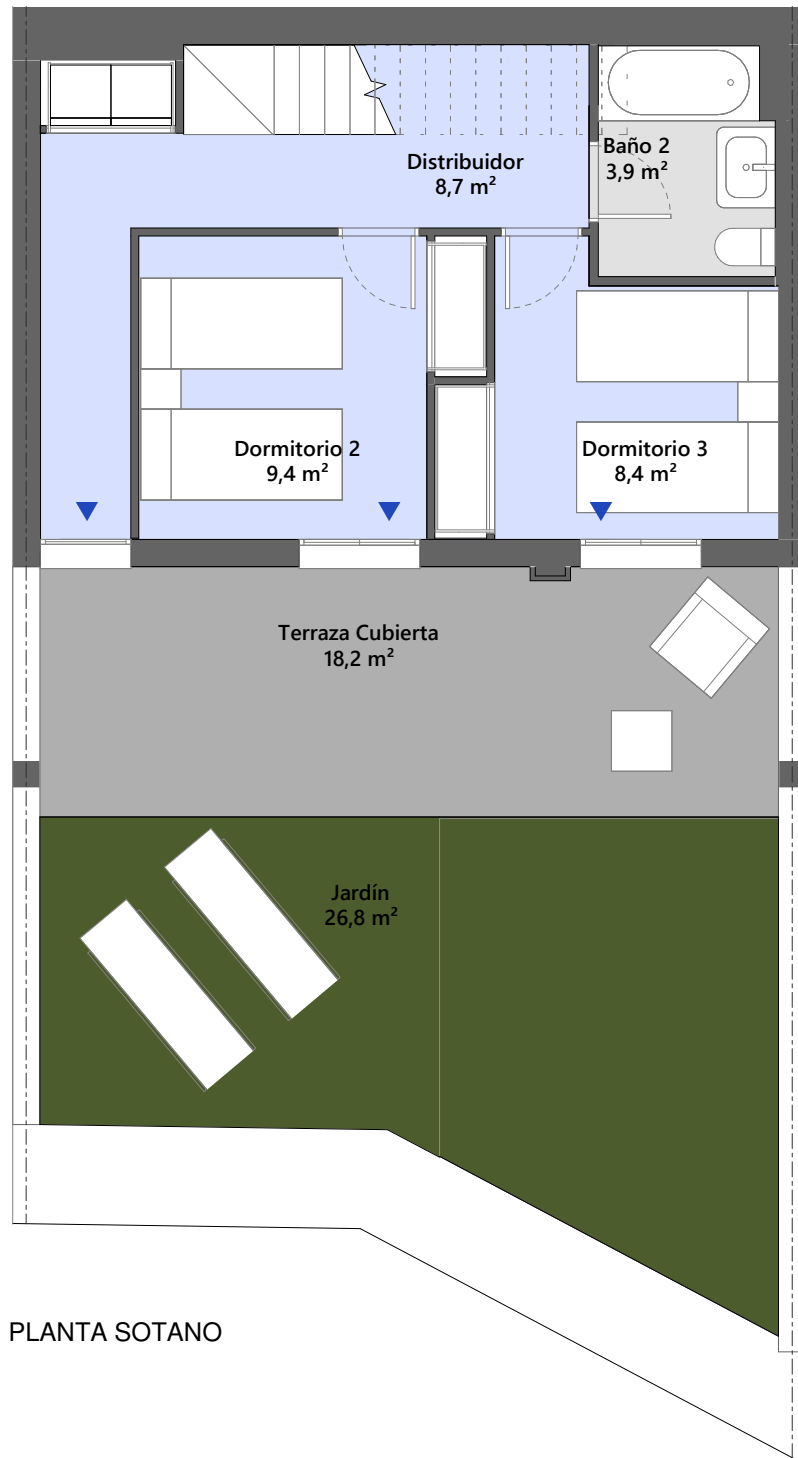 Distribuidor
8,7 m²
Baño 2
3,9 m²
Dormitorio 2
9,4 m²
Dormitorio 3
8,4 m²
Terraza Cubierta
18,2 m²
Jardín
26,8 m²
PLANTA SOTANO